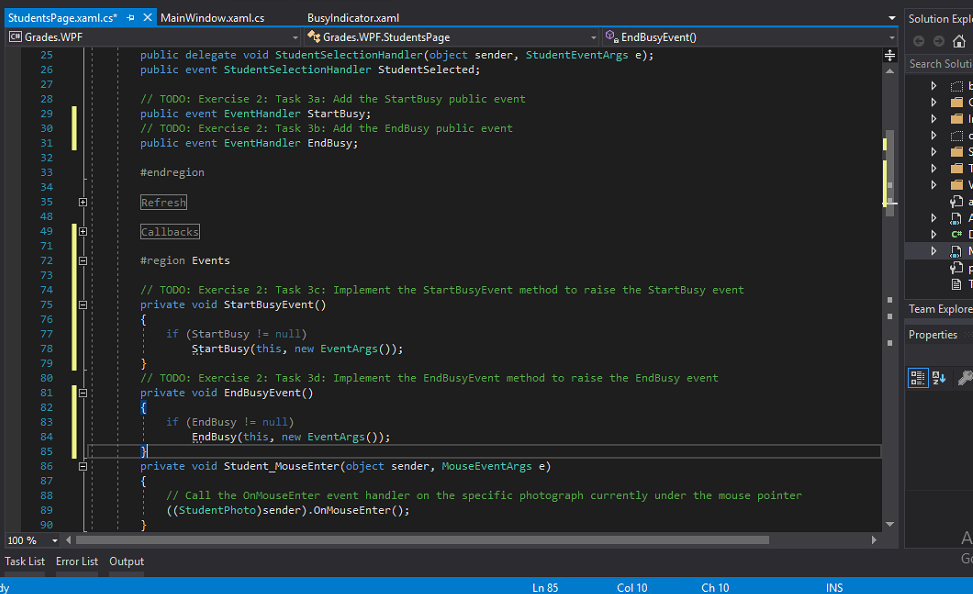 StudentsPage.xaml.cs* MainWindow.xaml.cs BusyIndicator.xaml
Grades.WPF Grades.WPF.StudentsPage EndBusyEvent()
25 public delegate void StudentSelectionHandler(object sender, StudentEventArgs e);
26 public event StudentSelectionHandler StudentSelected;
27
28 // TODO: Exercise 2: Task 3a: Add the StartBusy public event
29 public event EventHandler StartBusy;
30 // TODO: Exercise 2: Task 3b: Add the EndBusy public event
31 public event EventHandler EndBusy;
32
33 #endregion
34
35 Refresh
48
49 Callbacks
71
72 #region Events
73
74 // TODO: Exercise 2: Task 3c: Implement the StartBusyEvent method to raise the StartBusy event
75 private void StartBusyEvent()
76 {
77 if (StartBusy != null)
78 StartBusy(this, new EventArgs());
79 }
80 // TODO: Exercise 2: Task 3d: Implement the EndBusyEvent method to raise the EndBusy event
81 private void EndBusyEvent()
82 {
83 if (EndBusy != null)
84 EndBusy(this, new EventArgs());
85 }
86 private void Student_MouseEnter(object sender, MouseEventArgs e)
87 {
88 // Call the OnMouseEnter event handler on the specific photograph currently under the mouse pointer
89 ((StudentPhoto)sender).OnMouseEnter();
90 }
100 %
Task List Error List Output
dy Ln 85 Col 10 Ch 10 INS
Solution Explo
Search Soluti
Team Explore
Properties
A
Go